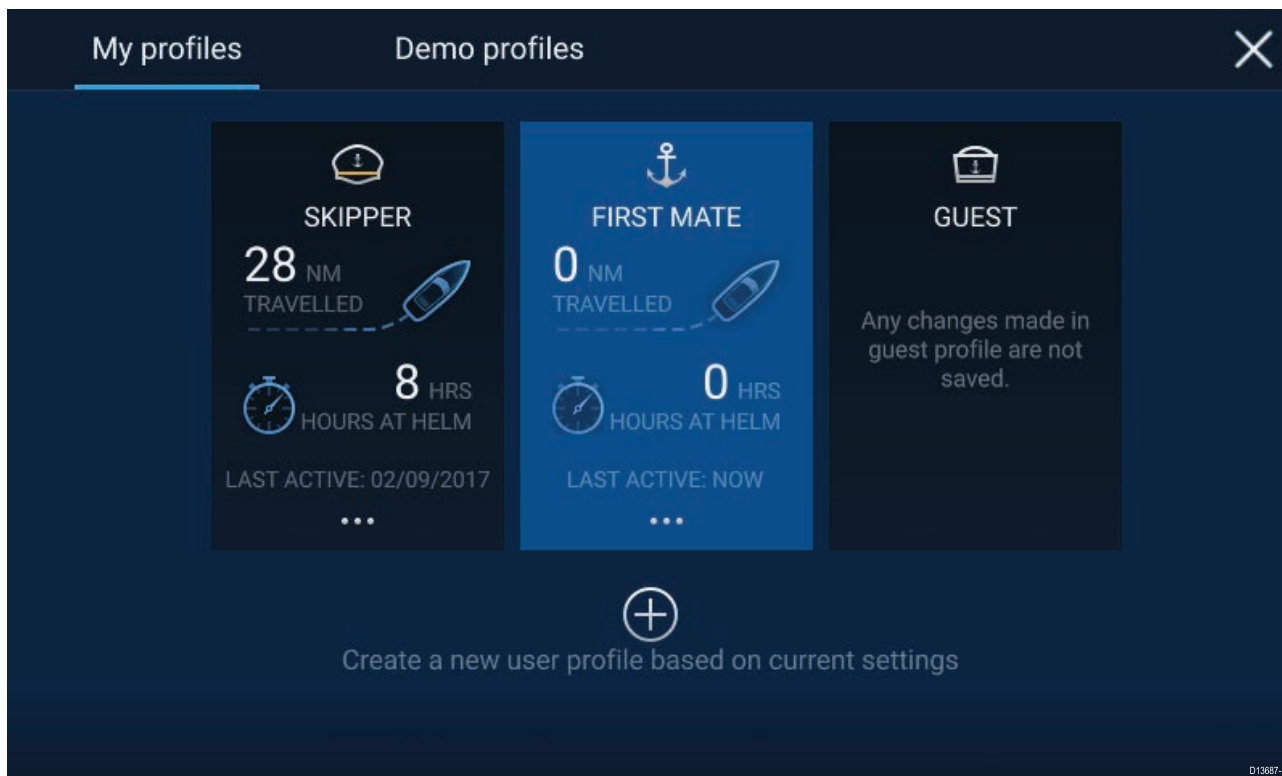 My profiles
Demo profiles
SKIPPER
28 NM
TRAVELLED
8 HRS
HOURS AT HELM
LAST ACTIVE: 02/09/2017
FIRST MATE
0 NM
TRAVELLED
0 HRS
HOURS AT HELM
LAST ACTIVE: NOW
GUEST
Any changes made in
guest profile are not
saved.
Create a new user profile based on current settings
D13687-